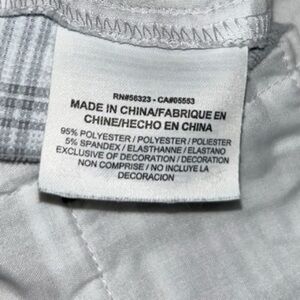 RN#56323 - CA#05553
MADE IN CHINA/FABRIQUE EN
CHINE/HECHO EN CHINA
95% POLYESTER / POLYESTER / POLIESTER
5% SPANDEX / ELASTHANNE / ELASTANO
EXCLUSIVE OF DECORATION / DECORATION
NON COMPRISE / NO INCLUYE LA
DECORACION